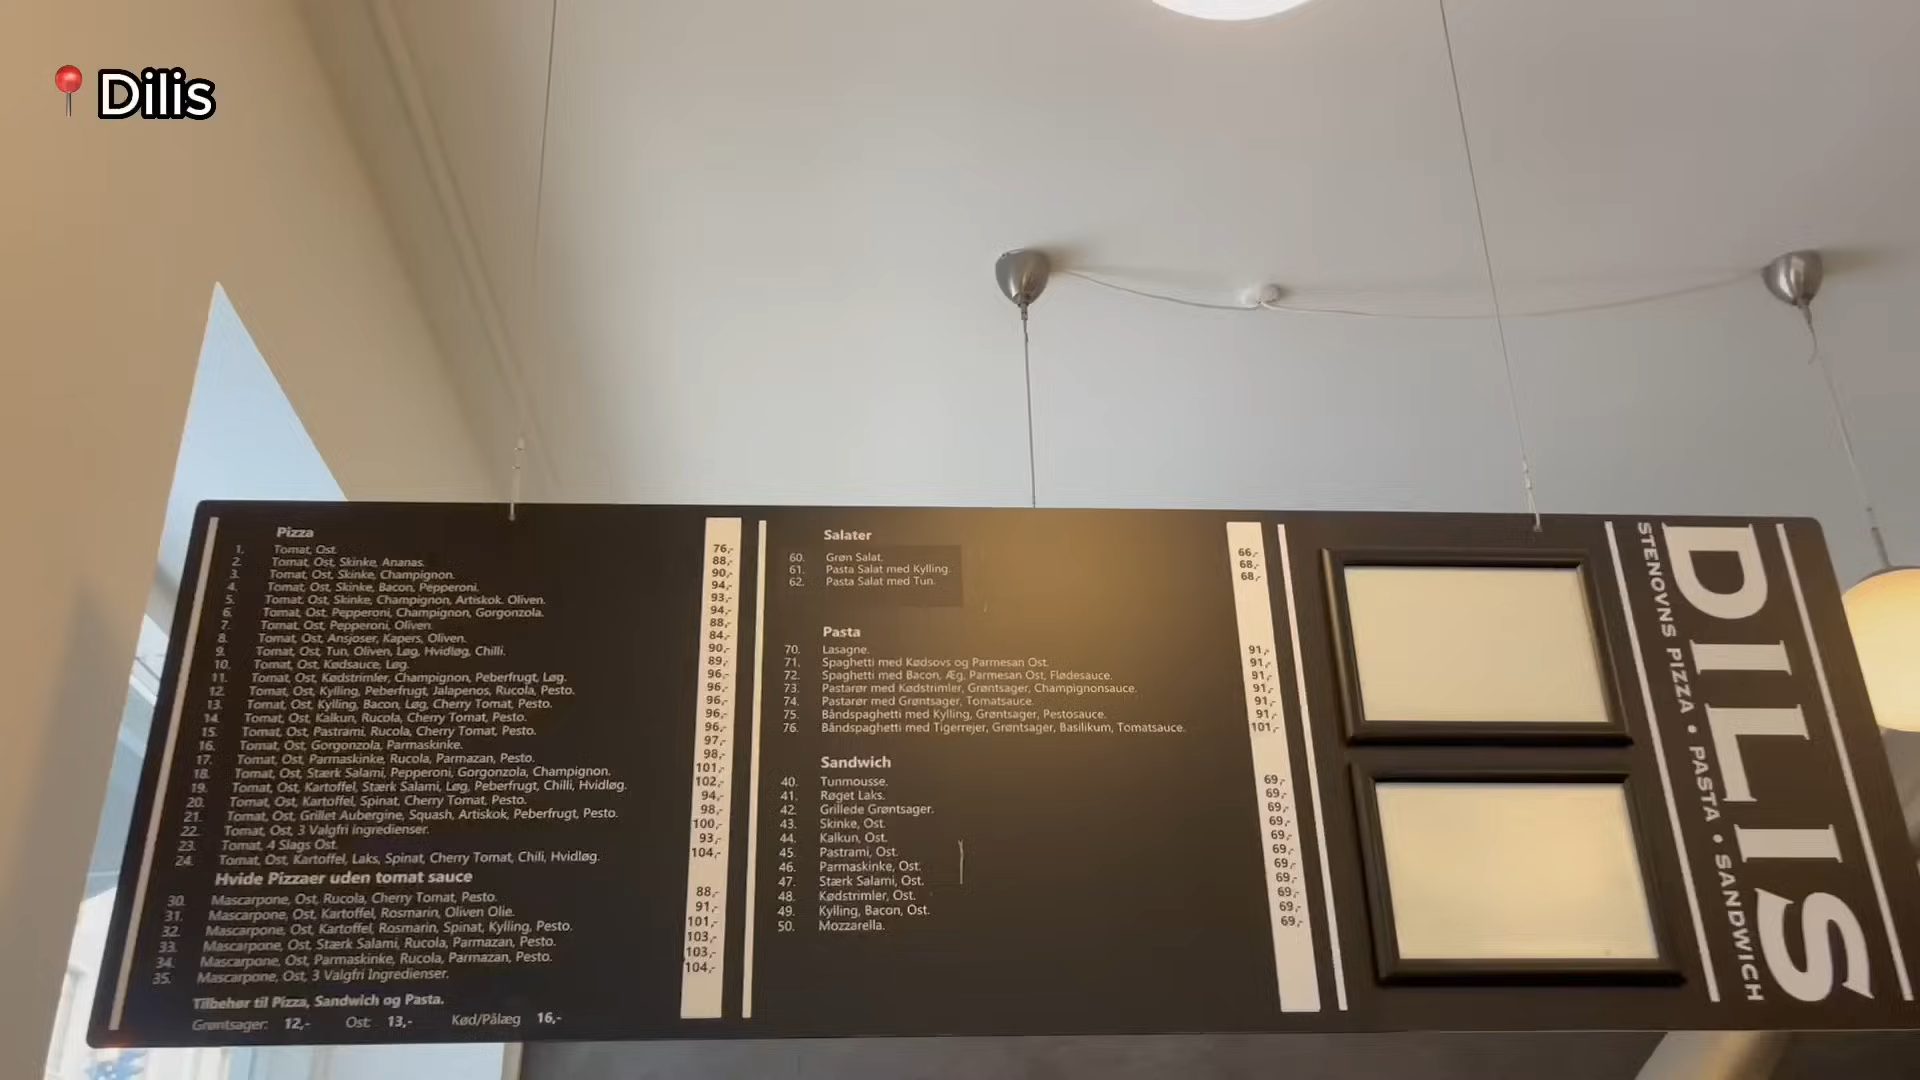 Dilis
Pizza
1. Tomat, Ost. 76,-
2. Tomat, Ost, Skinke, Ananas. 88,-
3. Tomat, Ost, Skinke, Champignon. 90,-
4. Tomat, Ost, Skinke, Bacon, Pepperoni. 94,-
5. Tomat, Ost, Skinke, Champignon, Artiskok. Oliven. 93,-
6. Tomat, Ost, Pepperoni, Champignon, Gorgonzola. 94,-
7. Tomat, Ost, Pepperoni, Oliven. 88,-
8. Tomat, Ost, Ansjoser, Kapers, Oliven. 84,-
9. Tomat, Ost, Tun, Oliven, Løg, Hvidløg, Chilli. 90,-
10. Tomat, Ost, Kødsauce, Løg. 89,-
11. Tomat, Ost, Kødstrimler, Champignon, Peberfrugt, Løg. 96,-
12. Tomat, Ost, Kylling, Peberfrugt, Jalapenos, Rucola, Pesto. 96,-
13. Tomat, Ost, Kylling, Bacon, Løg, Cherry Tomat, Pesto. 96,-
14. Tomat, Ost, Kalkun, Rucola, Cherry Tomat, Pesto. 96,-
15. Tomat, Ost, Pastrami, Rucola, Cherry Tomat, Pesto. 96,-
16. Tomat, Ost, Gorgonzola, Parmaskinke. 97,-
17. Tomat, Ost, Parmaskinke, Rucola, Parmazan, Pesto. 98,-
18. Tomat, Ost, Stærk Salami, Pepperoni, Gorgonzola, Champignon. 101,-
19. Tomat, Ost, Kartoffel, Stærk Salami, Løg, Peberfrugt, Chilli, Hvidløg. 102,-
20. Tomat, Ost, Kartoffel, Spinat, Cherry Tomat, Pesto. 94,-
21. Tomat, Ost, Grillet Aubergine, Squash, Artiskok, Peberfrugt, Pesto. 98,-
22. Tomat, Ost, 3 Valgfri ingredienser. 100,-
23. Tomat, 4 Slags Ost. 93,-
24. Tomat, Ost, Kartoffel, Laks, Spinat, Cherry Tomat, Chili, Hvidløg. 104,-
Hvide Pizzaer uden tomat sauce
30. Mascarpone, Ost, Rucola, Cherry Tomat, Pesto. 88,-
31. Mascarpone, Ost, Kartoffel, Rosmarin, Oliven Olie. 91,-
32. Mascarpone, Ost, Kartoffel, Rosmarin, Spinat, Kylling, Pesto. 101,-
33. Mascarpone, Ost, Stærk Salami, Rucola, Parmazan, Pesto. 103,-
34. Mascarpone, Ost, Parmaskinke, Rucola, Parmazan, Pesto. 103,-
35. Mascarpone, Ost, 3 Valgfri Ingredienser. 104,-
Tilbehør til Pizza, Sandwich og Pasta.
Grøntsager: 12,- Ost: 13,- Kød/Pålæg 16,-
Salater
60. Grøn Salat. 66,-
61. Pasta Salat med Kylling. 68,-
62. Pasta Salat med Tun. 68,-
Pasta
70. Lasagne. 91,-
71. Spaghetti med Kødsovs og Parmesan Ost. 91,-
72. Spaghetti med Bacon, Æg, Parmesan Ost, Flødesauce. 91,-
73. Pastarør med Kødstrimler, Grøntsager, Champignonsauce. 91,-
74. Pastarør med Grøntsager, Tomatsauce. 91,-
75. Båndspaghetti med Kylling, Grøntsager, Pestosauce. 91,-
76. Båndspaghetti med Tigerrejer, Grøntsager, Basilikum, Tomatsauce. 101,-
Sandwich
40. Tunmousse. 69,-
41. Røget Laks. 69,-
42. Grillede Grøntsager. 69,-
43. Skinke, Ost. 69,-
44. Kalkun, Ost. 69,-
45. Pastrami, Ost. 69,-
46. Parmaskinke, Ost. 69,-
47. Stærk Salami, Ost. 69,-
48. Kødstrimler, Ost. 69,-
49. Kylling, Bacon, Ost. 69,-
50. Mozzarella. 69,-
DILIS
STENOVNS PIZZA • PASTA • SANDWICH